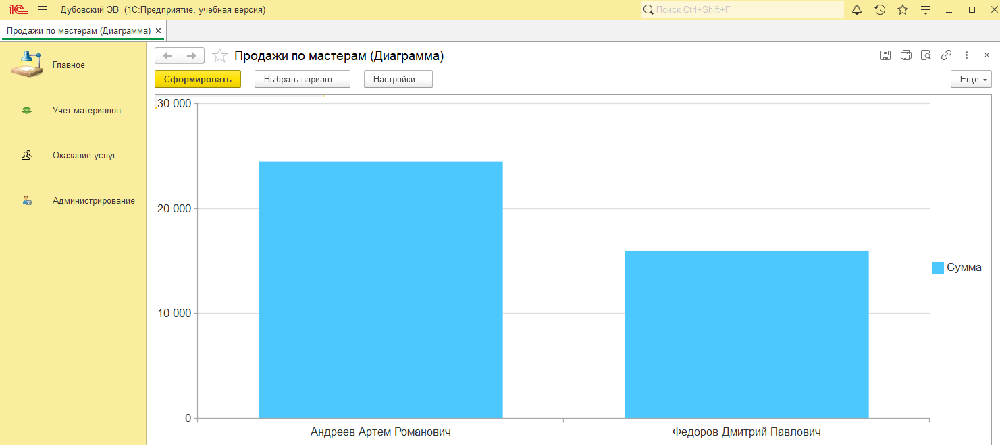 1С Дубовский ЭВ (1С:Предприятие, учебная версия) Поиск Ctrl+Shift+F
Продажи по мастерам (Диаграмма)
Главное
Учет материалов
Оказание услуг
Администрирование
Продажи по мастерам (Диаграмма)
Сформировать Выбрать вариант... Настройки... Еще
30 000
20 000
10 000
0
Андреев Артем Романович Федоров Дмитрий Павлович
Сумма